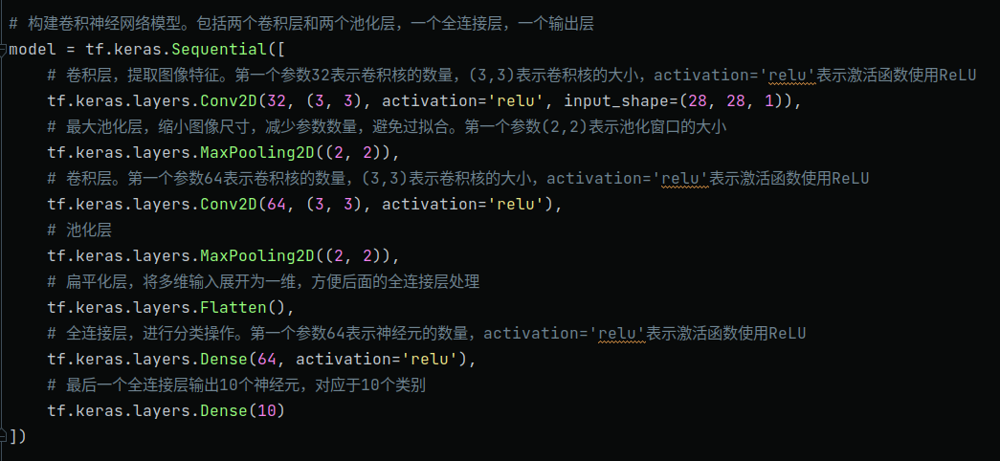 # 构建卷积神经网络模型。包括两个卷积层和两个池化层，一个全连接层，一个输出层
model = tf.keras.Sequential([
    # 卷积层，提取图像特征。第一个参数32表示卷积核的数量，(3,3)表示卷积核的大小，activation='relu'表示激活函数使用ReLU
    tf.keras.layers.Conv2D(32, (3, 3), activation='relu', input_shape=(28, 28, 1)),
    # 最大池化层，缩小图像尺寸，减少参数数量，避免过拟合。第一个参数(2,2)表示池化窗口的大小
    tf.keras.layers.MaxPooling2D((2, 2)),
    # 卷积层。第一个参数64表示卷积核的数量，(3,3)表示卷积核的大小，activation='relu'表示激活函数使用ReLU
    tf.keras.layers.Conv2D(64, (3, 3), activation='relu'),
    # 池化层
    tf.keras.layers.MaxPooling2D((2, 2)),
    # 扁平化层，将多维输入展开为一维，方便后面的全连接层处理
    tf.keras.layers.Flatten(),
    # 全连接层，进行分类操作。第一个参数64表示神经元的数量，activation='relu'表示激活函数使用ReLU
    tf.keras.layers.Dense(64, activation='relu'),
    # 最后一个全连接层输出10个神经元，对应于10个类别
    tf.keras.layers.Dense(10)
])